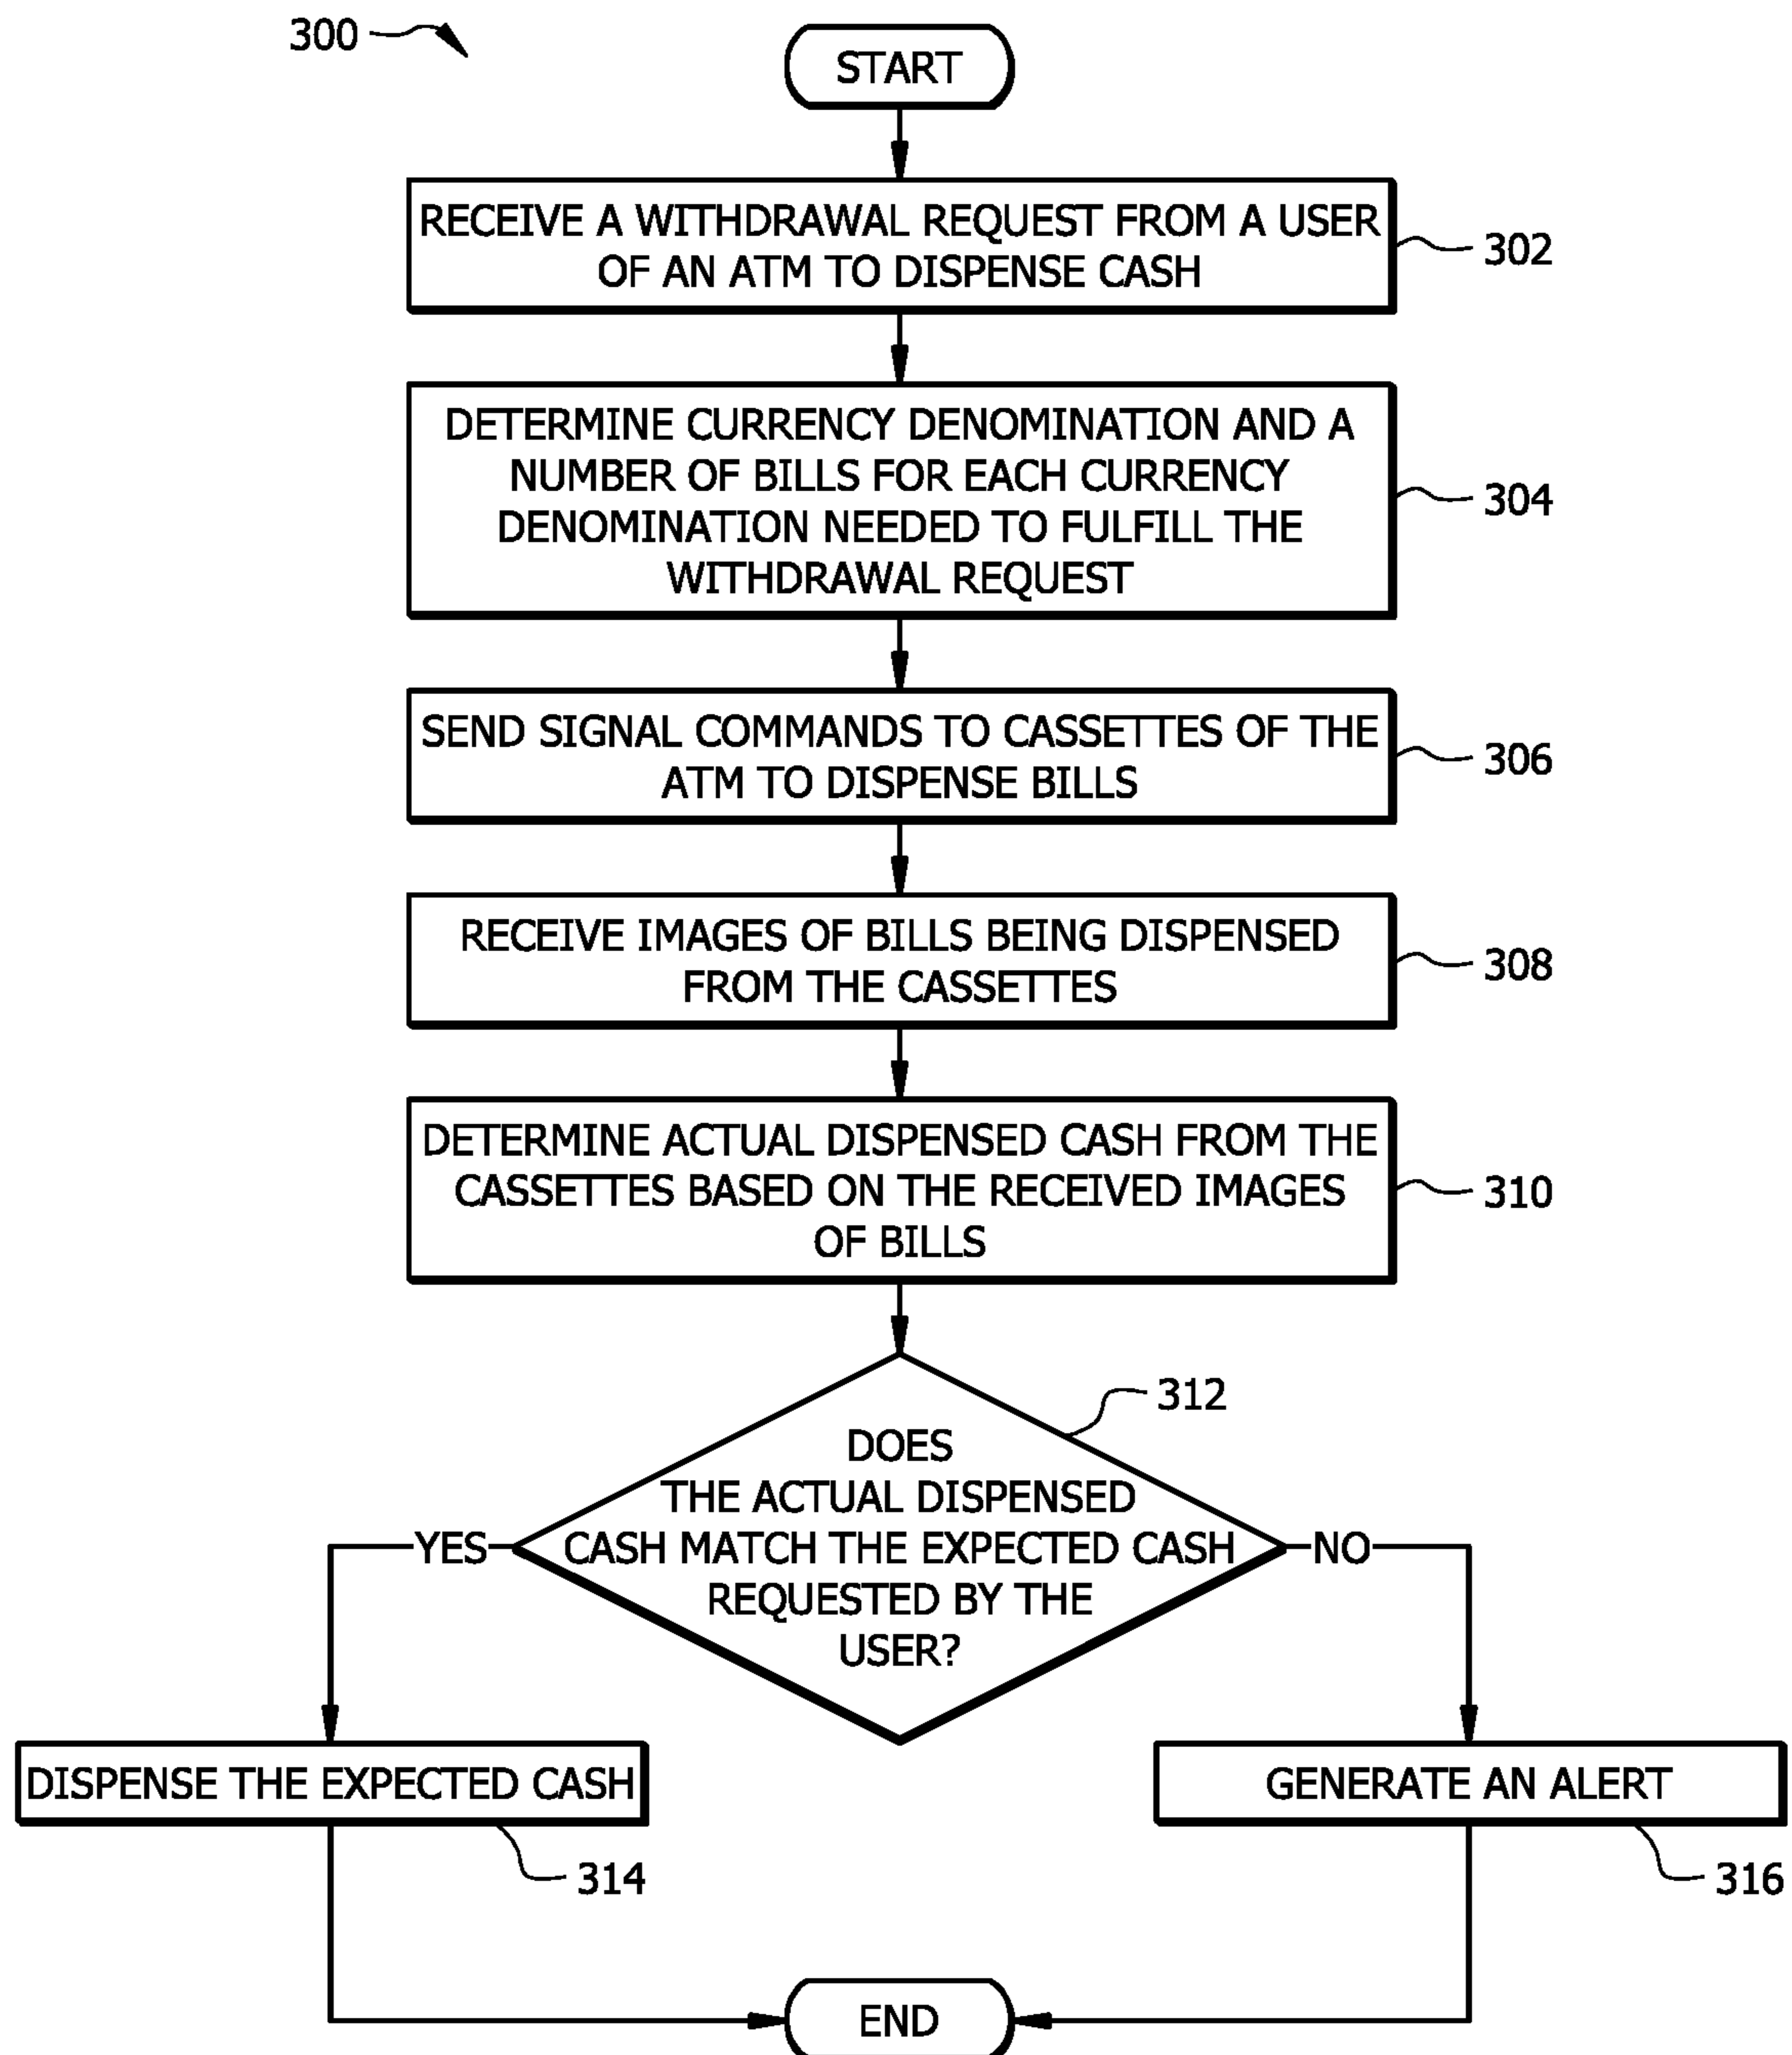 300
START
RECEIVE A WITHDRAWAL REQUEST FROM A USER
OF AN ATM TO DISPENSE CASH
302
DETERMINE CURRENCY DENOMINATION AND A
NUMBER OF BILLS FOR EACH CURRENCY
DENOMINATION NEEDED TO FULFILL THE
WITHDRAWAL REQUEST
304
SEND SIGNAL COMMANDS TO CASSETTES OF THE
ATM TO DISPENSE BILLS
306
RECEIVE IMAGES OF BILLS BEING DISPENSED
FROM THE CASSETTES
308
DETERMINE ACTUAL DISPENSED CASH FROM THE
CASSETTES BASED ON THE RECEIVED IMAGES
OF BILLS
310
312
DOES
THE ACTUAL DISPENSED
CASH MATCH THE EXPECTED CASH
REQUESTED BY THE
USER?
YES
NO
DISPENSE THE EXPECTED CASH
314
GENERATE AN ALERT
316
END